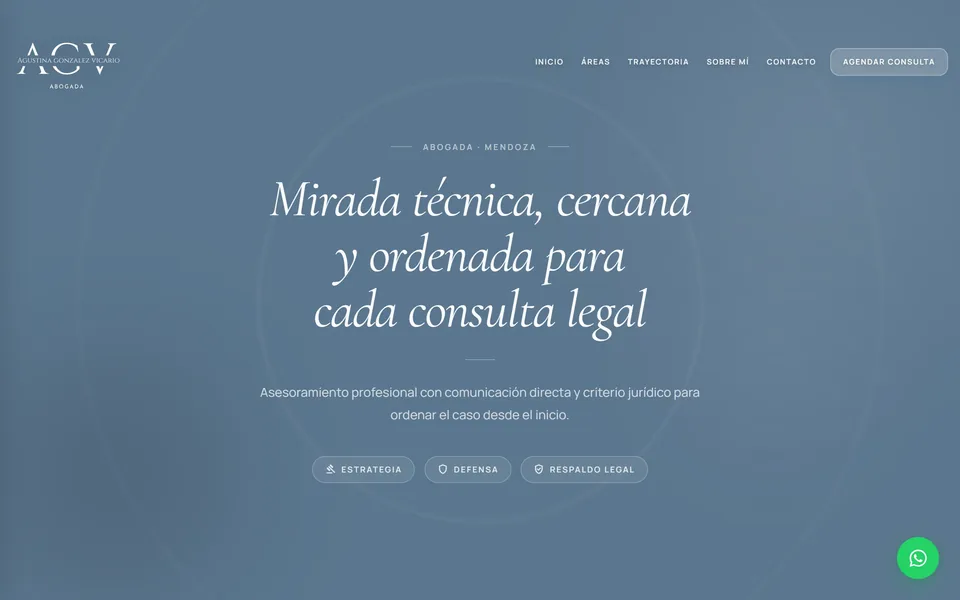 AGV
AGUSTINA GONZALEZ VICARIO
ABOGADA
INICIO ÁREAS TRAYECTORIA SOBRE MÍ CONTACTO AGENDAR CONSULTA
ABOGADA · MENDOZA
Mirada técnica, cercana
y ordenada para
cada consulta legal
Asesoramiento profesional con comunicación directa y criterio jurídico para
ordenar el caso desde el inicio.
ESTRATEGIA DEFENSA RESPALDO LEGAL